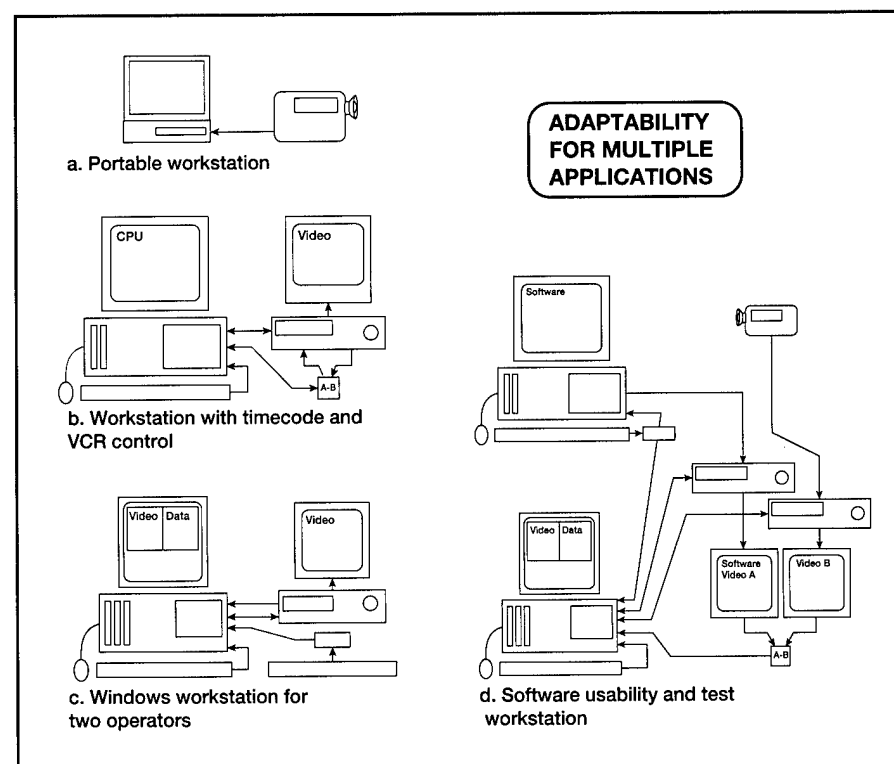 ADAPTABILITY
FOR MULTIPLE
APPLICATIONS
a. Portable workstation
CPU
Video
A-B
b. Workstation with timecode and
VCR control
Video Data
Video
c. Windows workstation for
two operators
Software
Video Data
Software
Video A
Video B
A-B
d. Software usability and test
workstation